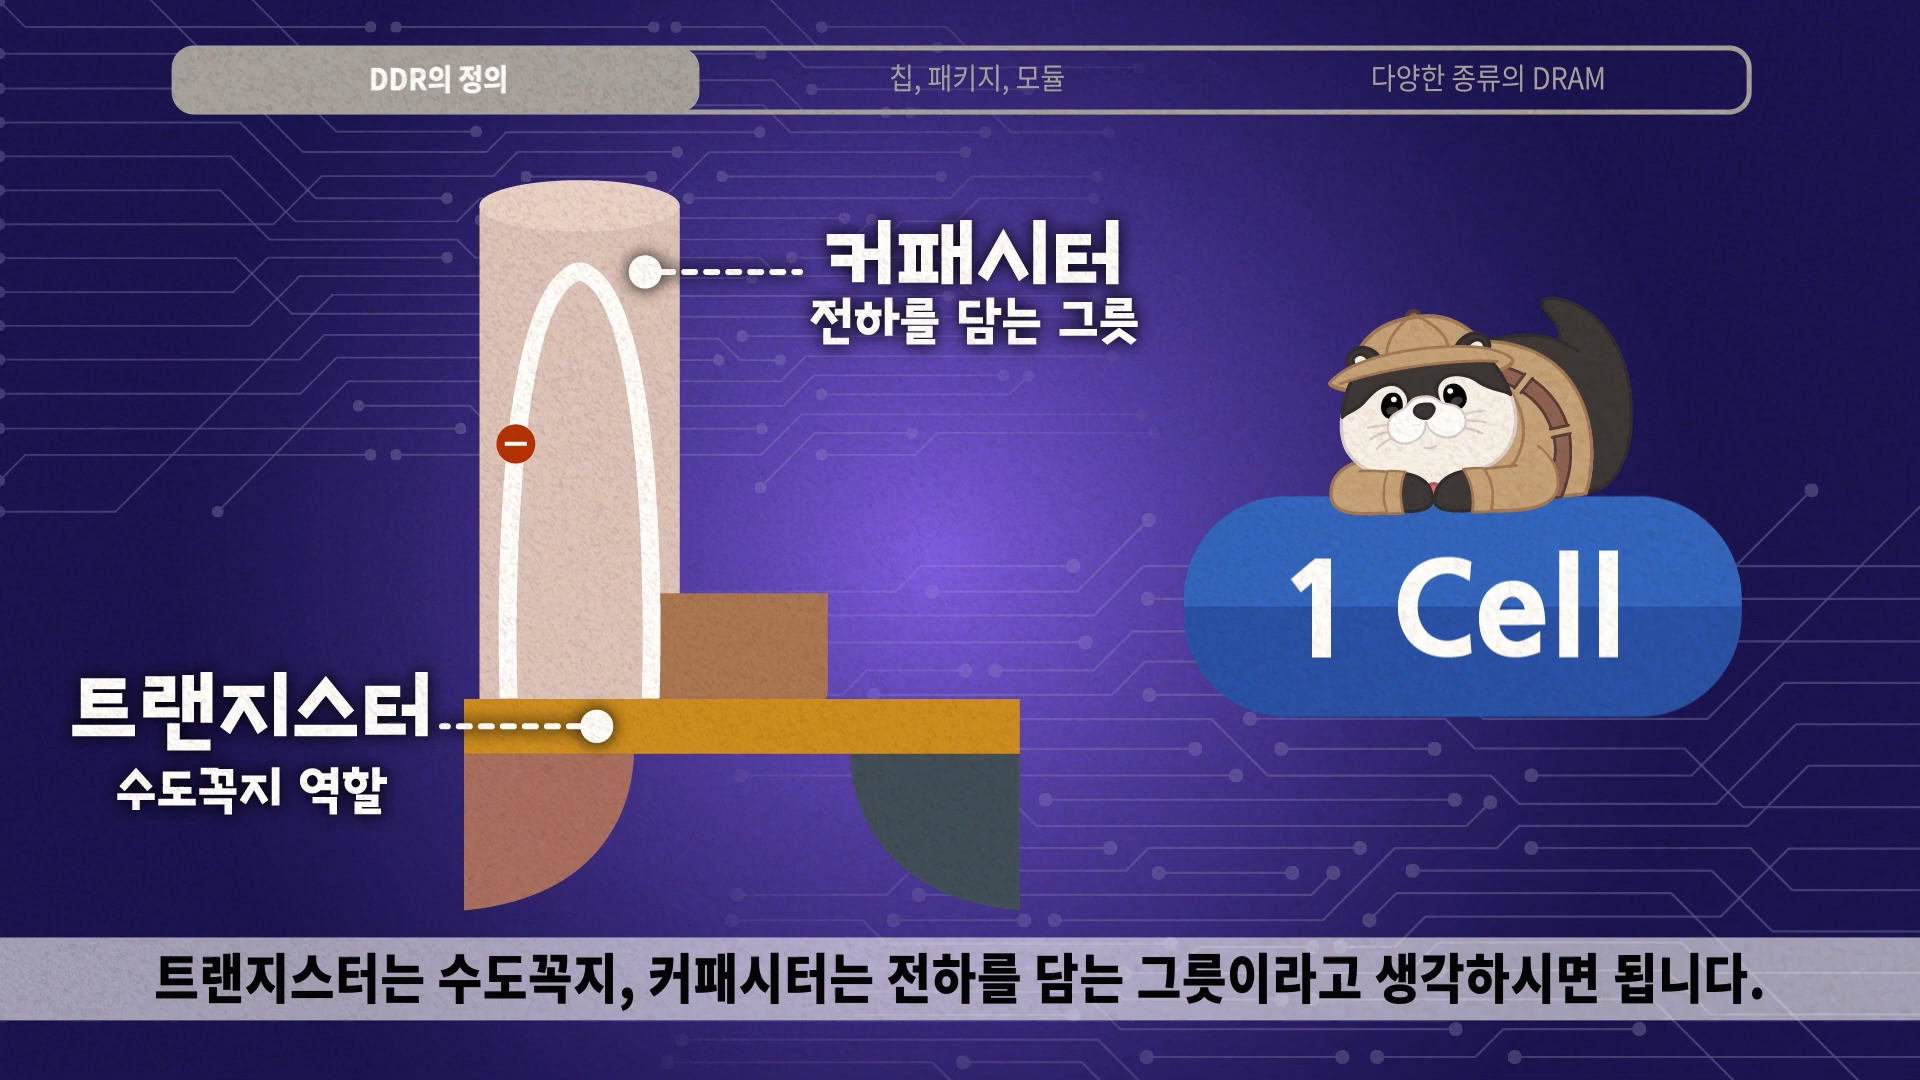 DDR의 정의
칩, 패키지, 모듈
다양한 종류의 DRAM
커패시터
전하를 담는 그릇
1 Cell
트랜지스터
수도꼭지 역할
트랜지스터는 수도꼭지, 커패시터는 전하를 담는 그릇이라고 생각하시면 됩니다.